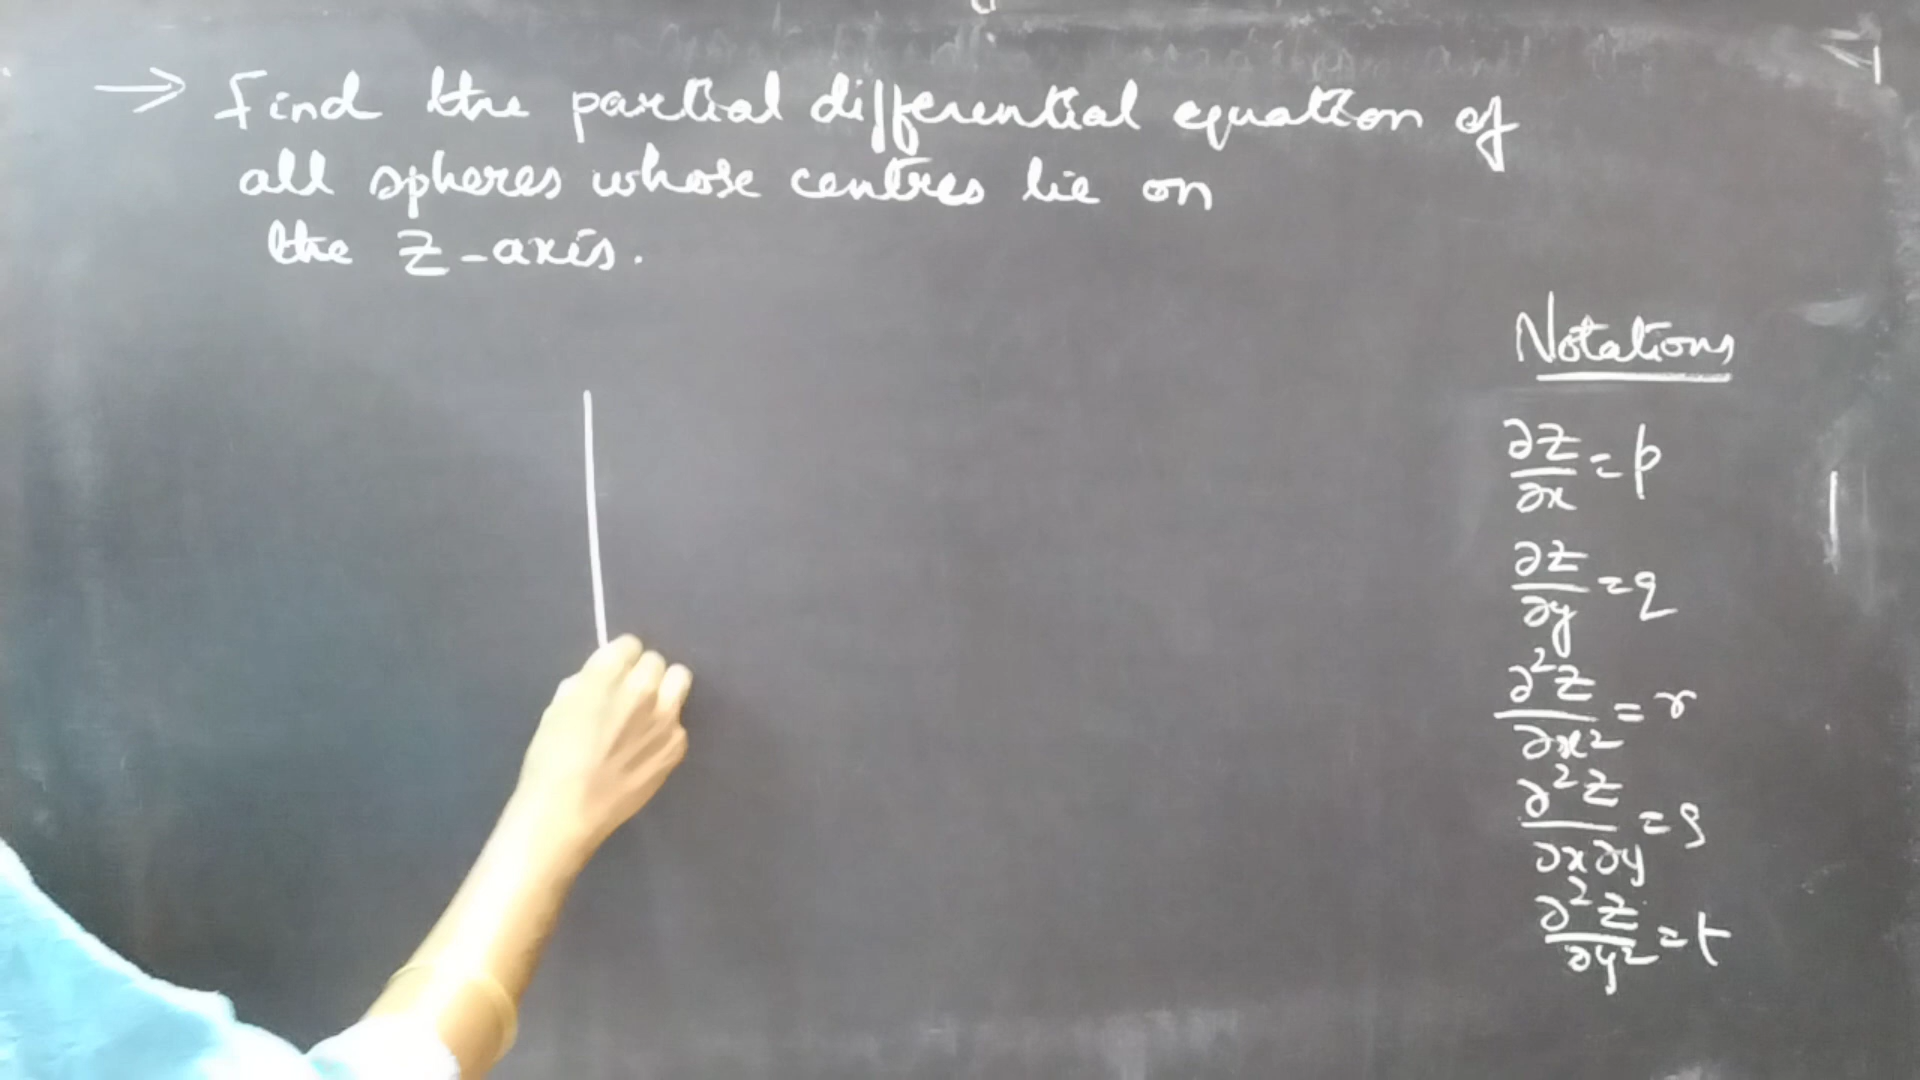 → Find the partial differential equation of
all spheres whose centres lie on
the Z-axis.
Notations
∂z/∂x = p
∂z/∂y = q
∂²z/∂x² = r
∂²z/∂x∂y = s
∂²z/∂y² = t